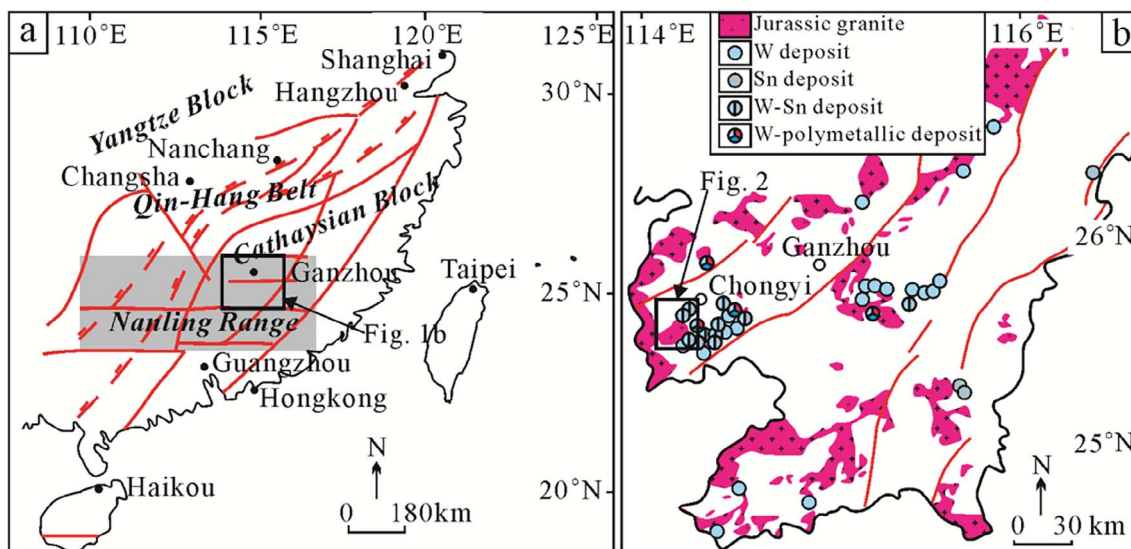 a
110°E
115°E
120°E
125°E
Shanghai
Hangzhou
30°N
Yangtze Block
Nanchang
Changsha
Qin-Hang Belt
Cathaysian Block
Ganzhou
Taipei
25°N
Nanling Range
Fig. 1b
Guangzhou
Hongkong
N
Haikou
20°N
0 180km
114°E
116°E
b
Jurassic granite
W deposit
Sn deposit
W-Sn deposit
W-polymetallic deposit
Fig. 2
Ganzhou
26°N
Chongyi
25°N
N
0 30 km